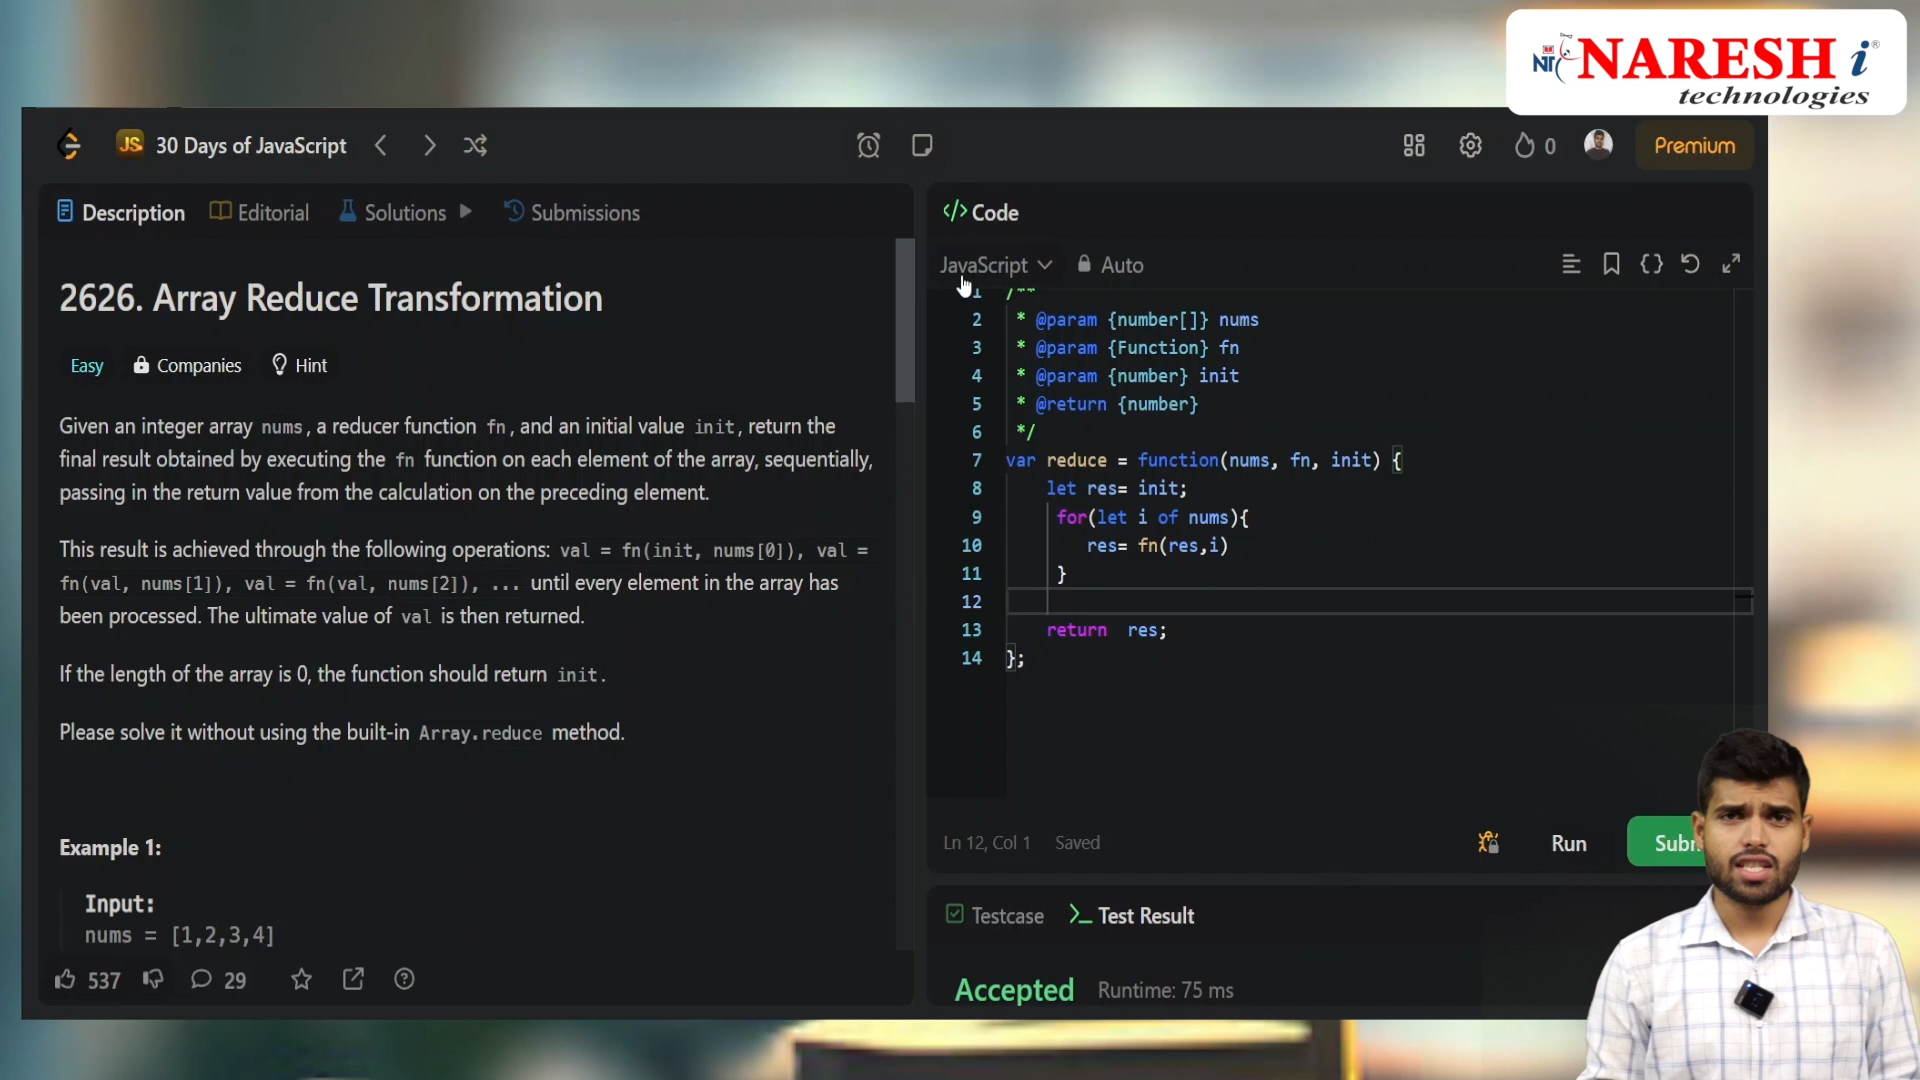 NARESH i
technologies
NT
JS 30 Days of JavaScript
0
Premium
Description Editorial Solutions Submissions
</> Code
JavaScript Auto
2626. Array Reduce Transformation
Easy Companies Hint
Given an integer array nums, a reducer function fn, and an initial value init, return the
final result obtained by executing the fn function on each element of the array, sequentially,
passing in the return value from the calculation on the preceding element.
This result is achieved through the following operations: val = fn(init, nums[0]), val =
fn(val, nums[1]), val = fn(val, nums[2]), ... until every element in the array has
been processed. The ultimate value of val is then returned.
If the length of the array is 0, the function should return init.
Please solve it without using the built-in Array.reduce method.
Example 1:
Input:
nums = [1,2,3,4]
537 29
1 /**
2 * @param {number[]} nums
3 * @param {Function} fn
4 * @param {number} init
5 * @return {number}
6 */
7 var reduce = function(nums, fn, init) {
8 let res= init;
9 for(let i of nums){
10 res= fn(res,i)
11 }
12
13 return res;
14 };
Ln 12, Col 1 Saved
Run
Subm
Testcase Test Result
Accepted Runtime: 75 ms